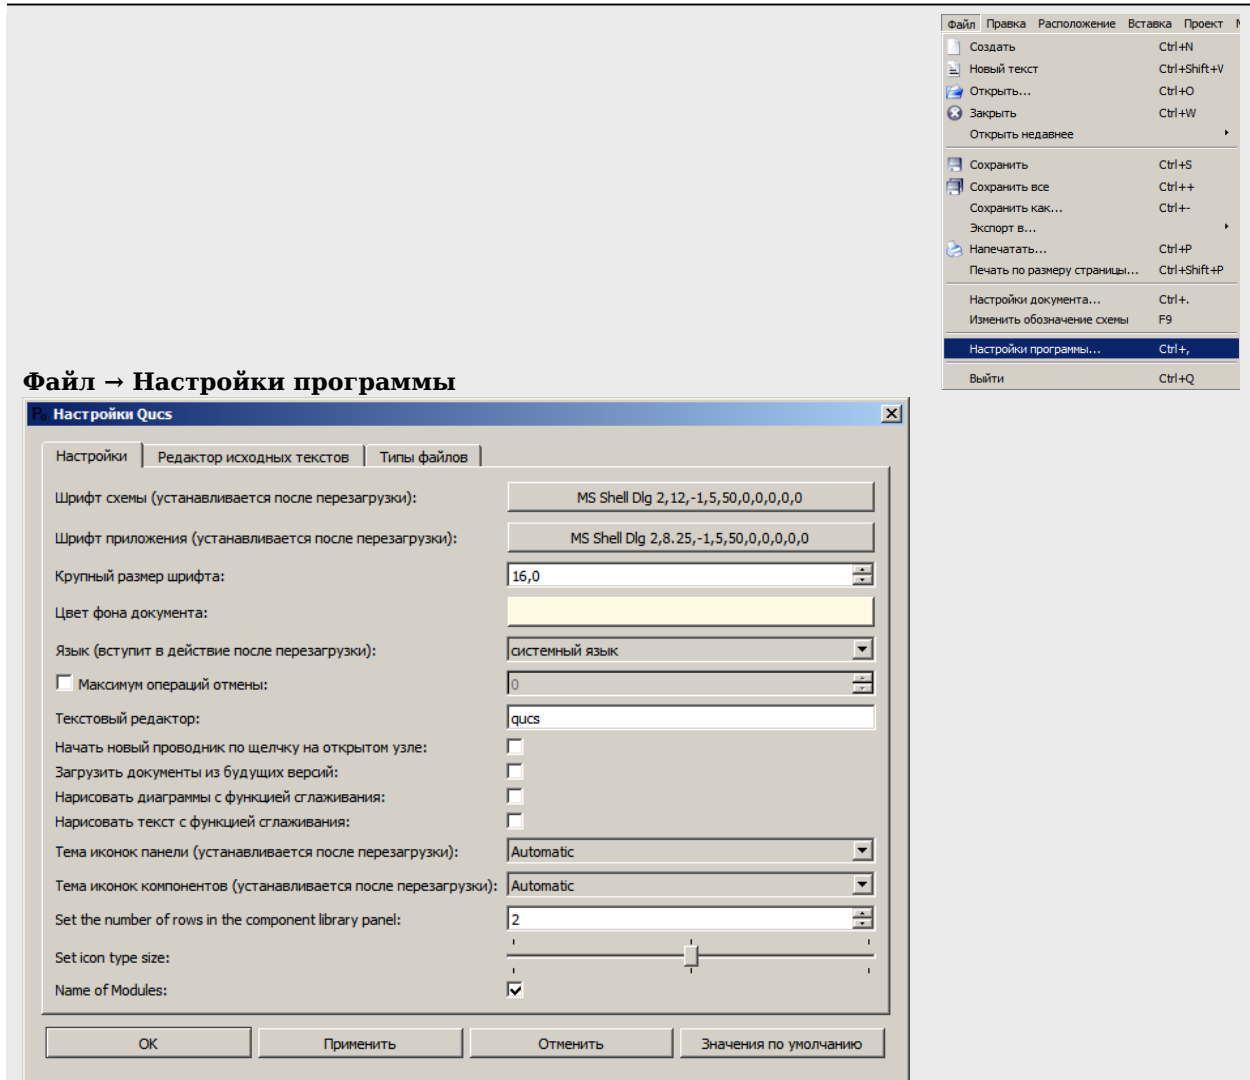 Файл Правка Расположение Вставка Проект
Создать Ctrl+N
Новый текст Ctrl+Shift+V
Открыть... Ctrl+O
Закрыть Ctrl+W
Открыть недавнее
Сохранить Ctrl+S
Сохранить все Ctrl++
Сохранить как... Ctrl+-
Экспорт в...
Напечатать... Ctrl+P
Печать по размеру страницы... Ctrl+Shift+P
Настройки документа... Ctrl+.
Изменить обозначение схемы F9
Настройки программы... Ctrl+,
Выйти Ctrl+Q
Файл → Настройки программы
Настройки Qucs
Настройки Редактор исходных текстов Типы файлов
Шрифт схемы (устанавливается после перезагрузки): MS Shell Dlg 2,12,-1,5,50,0,0,0,0,0
Шрифт приложения (устанавливается после перезагрузки): MS Shell Dlg 2,8.25,-1,5,50,0,0,0,0,0
Крупный размер шрифта: 16,0
Цвет фона документа:
Язык (вступит в действие после перезагрузки): системный язык
Максимум операций отмены: 0
Текстовый редактор: qucs
Начать новый проводник по щелчку на открытом узле:
Загрузить документы из будущих версий:
Нарисовать диаграммы с функцией сглаживания:
Нарисовать текст с функцией сглаживания:
Тема иконок панели (устанавливается после перезагрузки): Automatic
Тема иконок компонентов (устанавливается после перезагрузки): Automatic
Set the number of rows in the component library panel: 2
Set icon type size:
Name of Modules:
OK Применить Отменить Значения по умолчанию